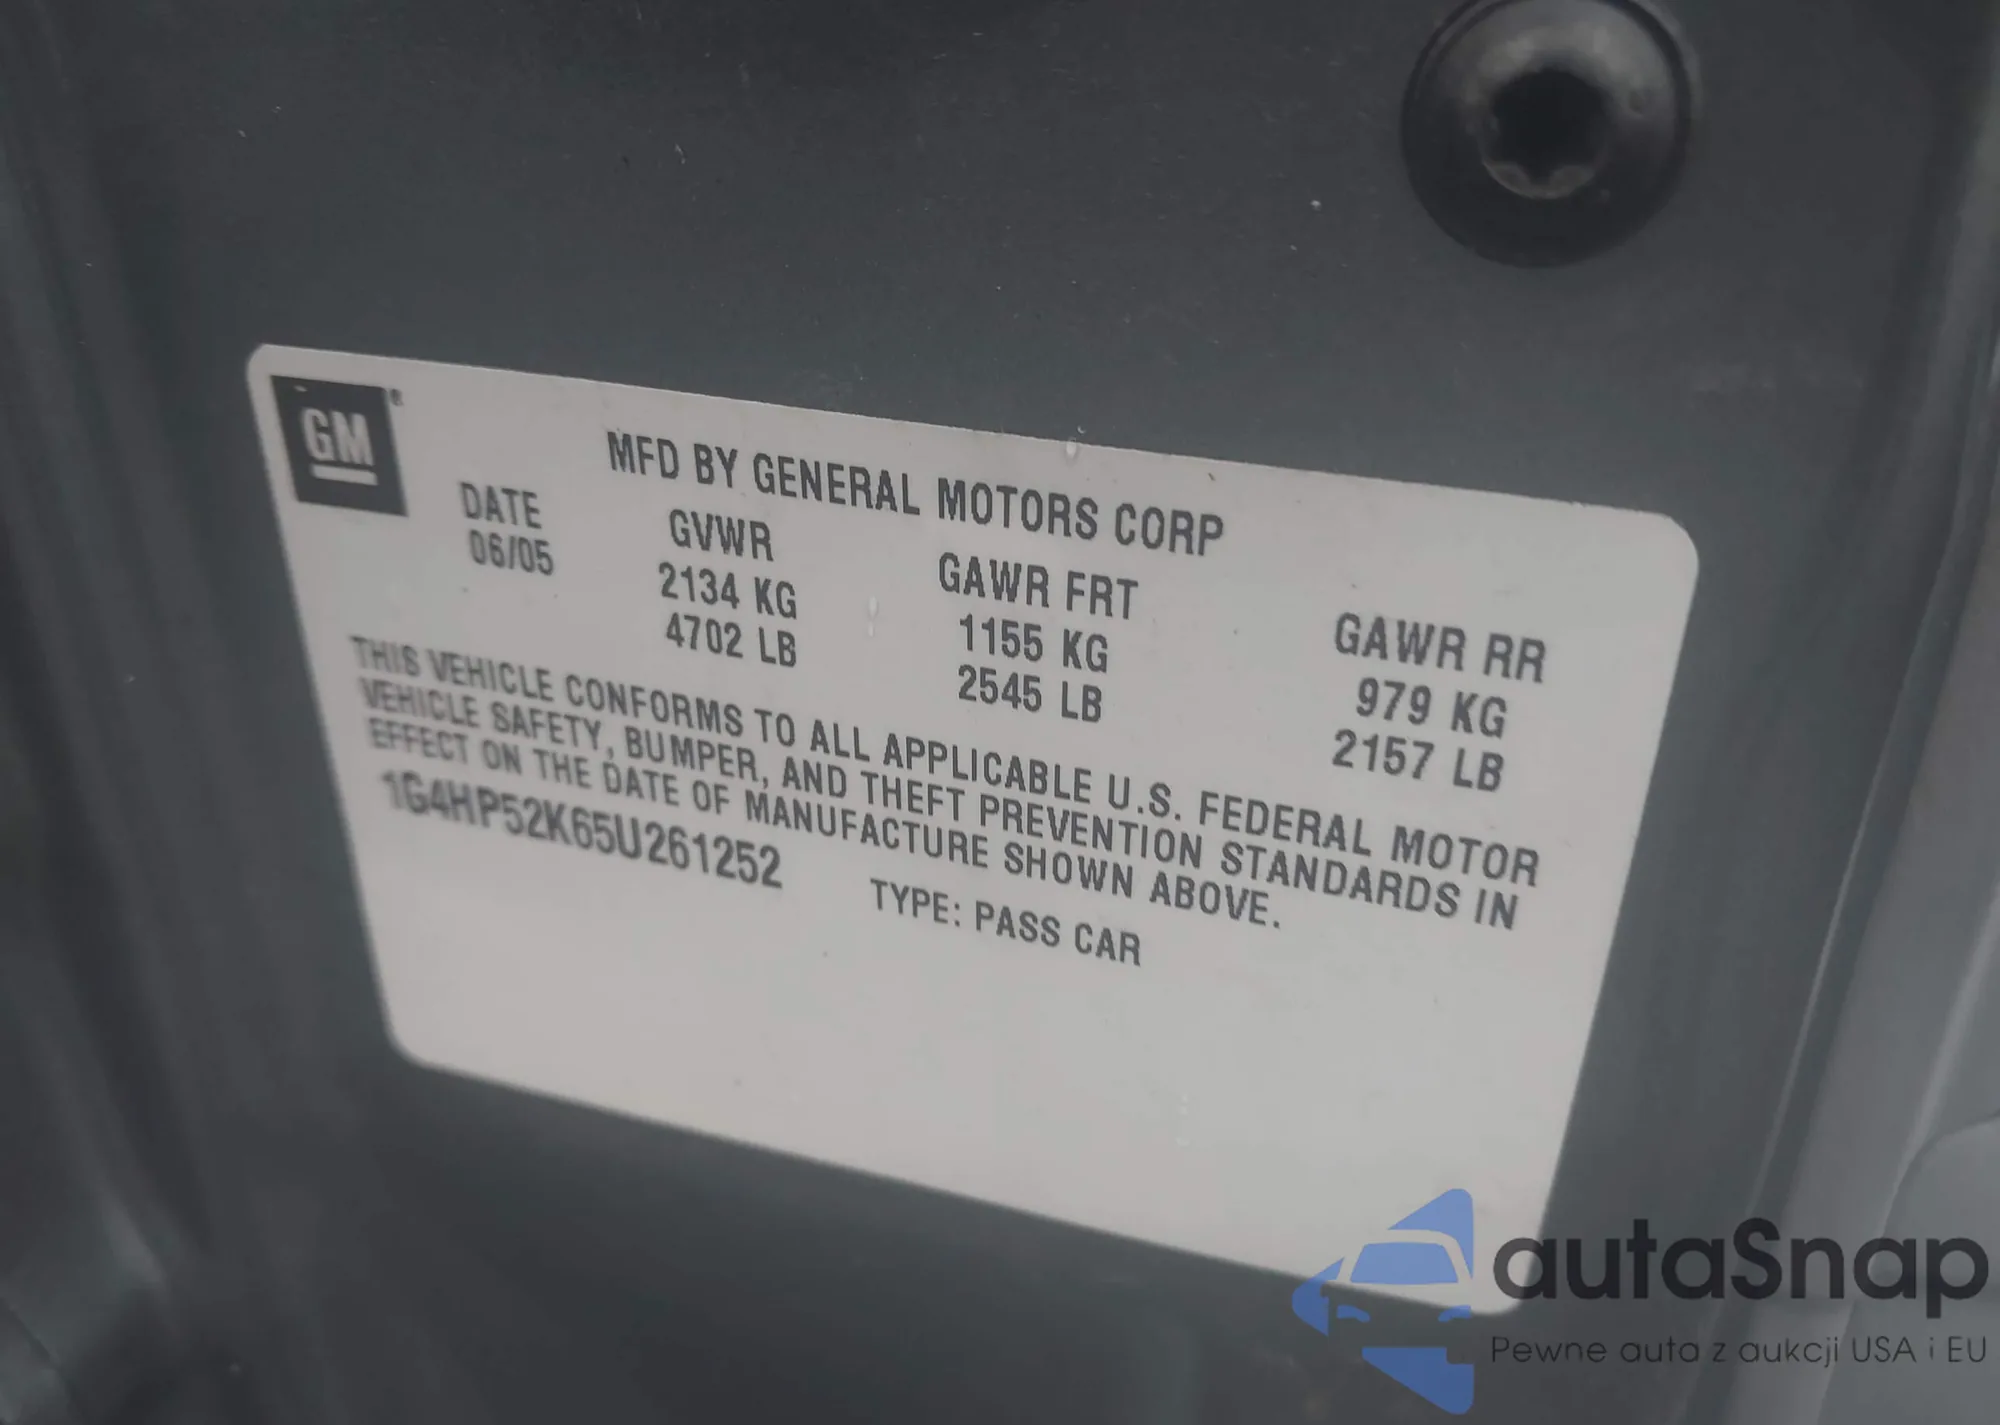 GM®
MFD BY GENERAL MOTORS CORP
DATE GVWR GAWR FRT GAWR RR
06/05 2134 KG 1155 KG 979 KG
4702 LB 2545 LB 2157 LB
THIS VEHICLE CONFORMS TO ALL APPLICABLE U.S. FEDERAL MOTOR
VEHICLE SAFETY, BUMPER, AND THEFT PREVENTION STANDARDS IN
EFFECT ON THE DATE OF MANUFACTURE SHOWN ABOVE.
1G4HP52K65U261252 TYPE: PASS CAR
autaSnap
Pewne auta z aukcji USA i EU